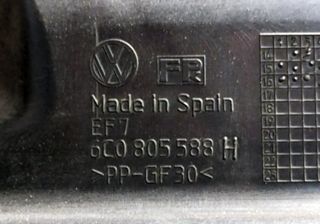 FR
Made in Spain
EF7
6C0 805 588 H
>PP-GF30<